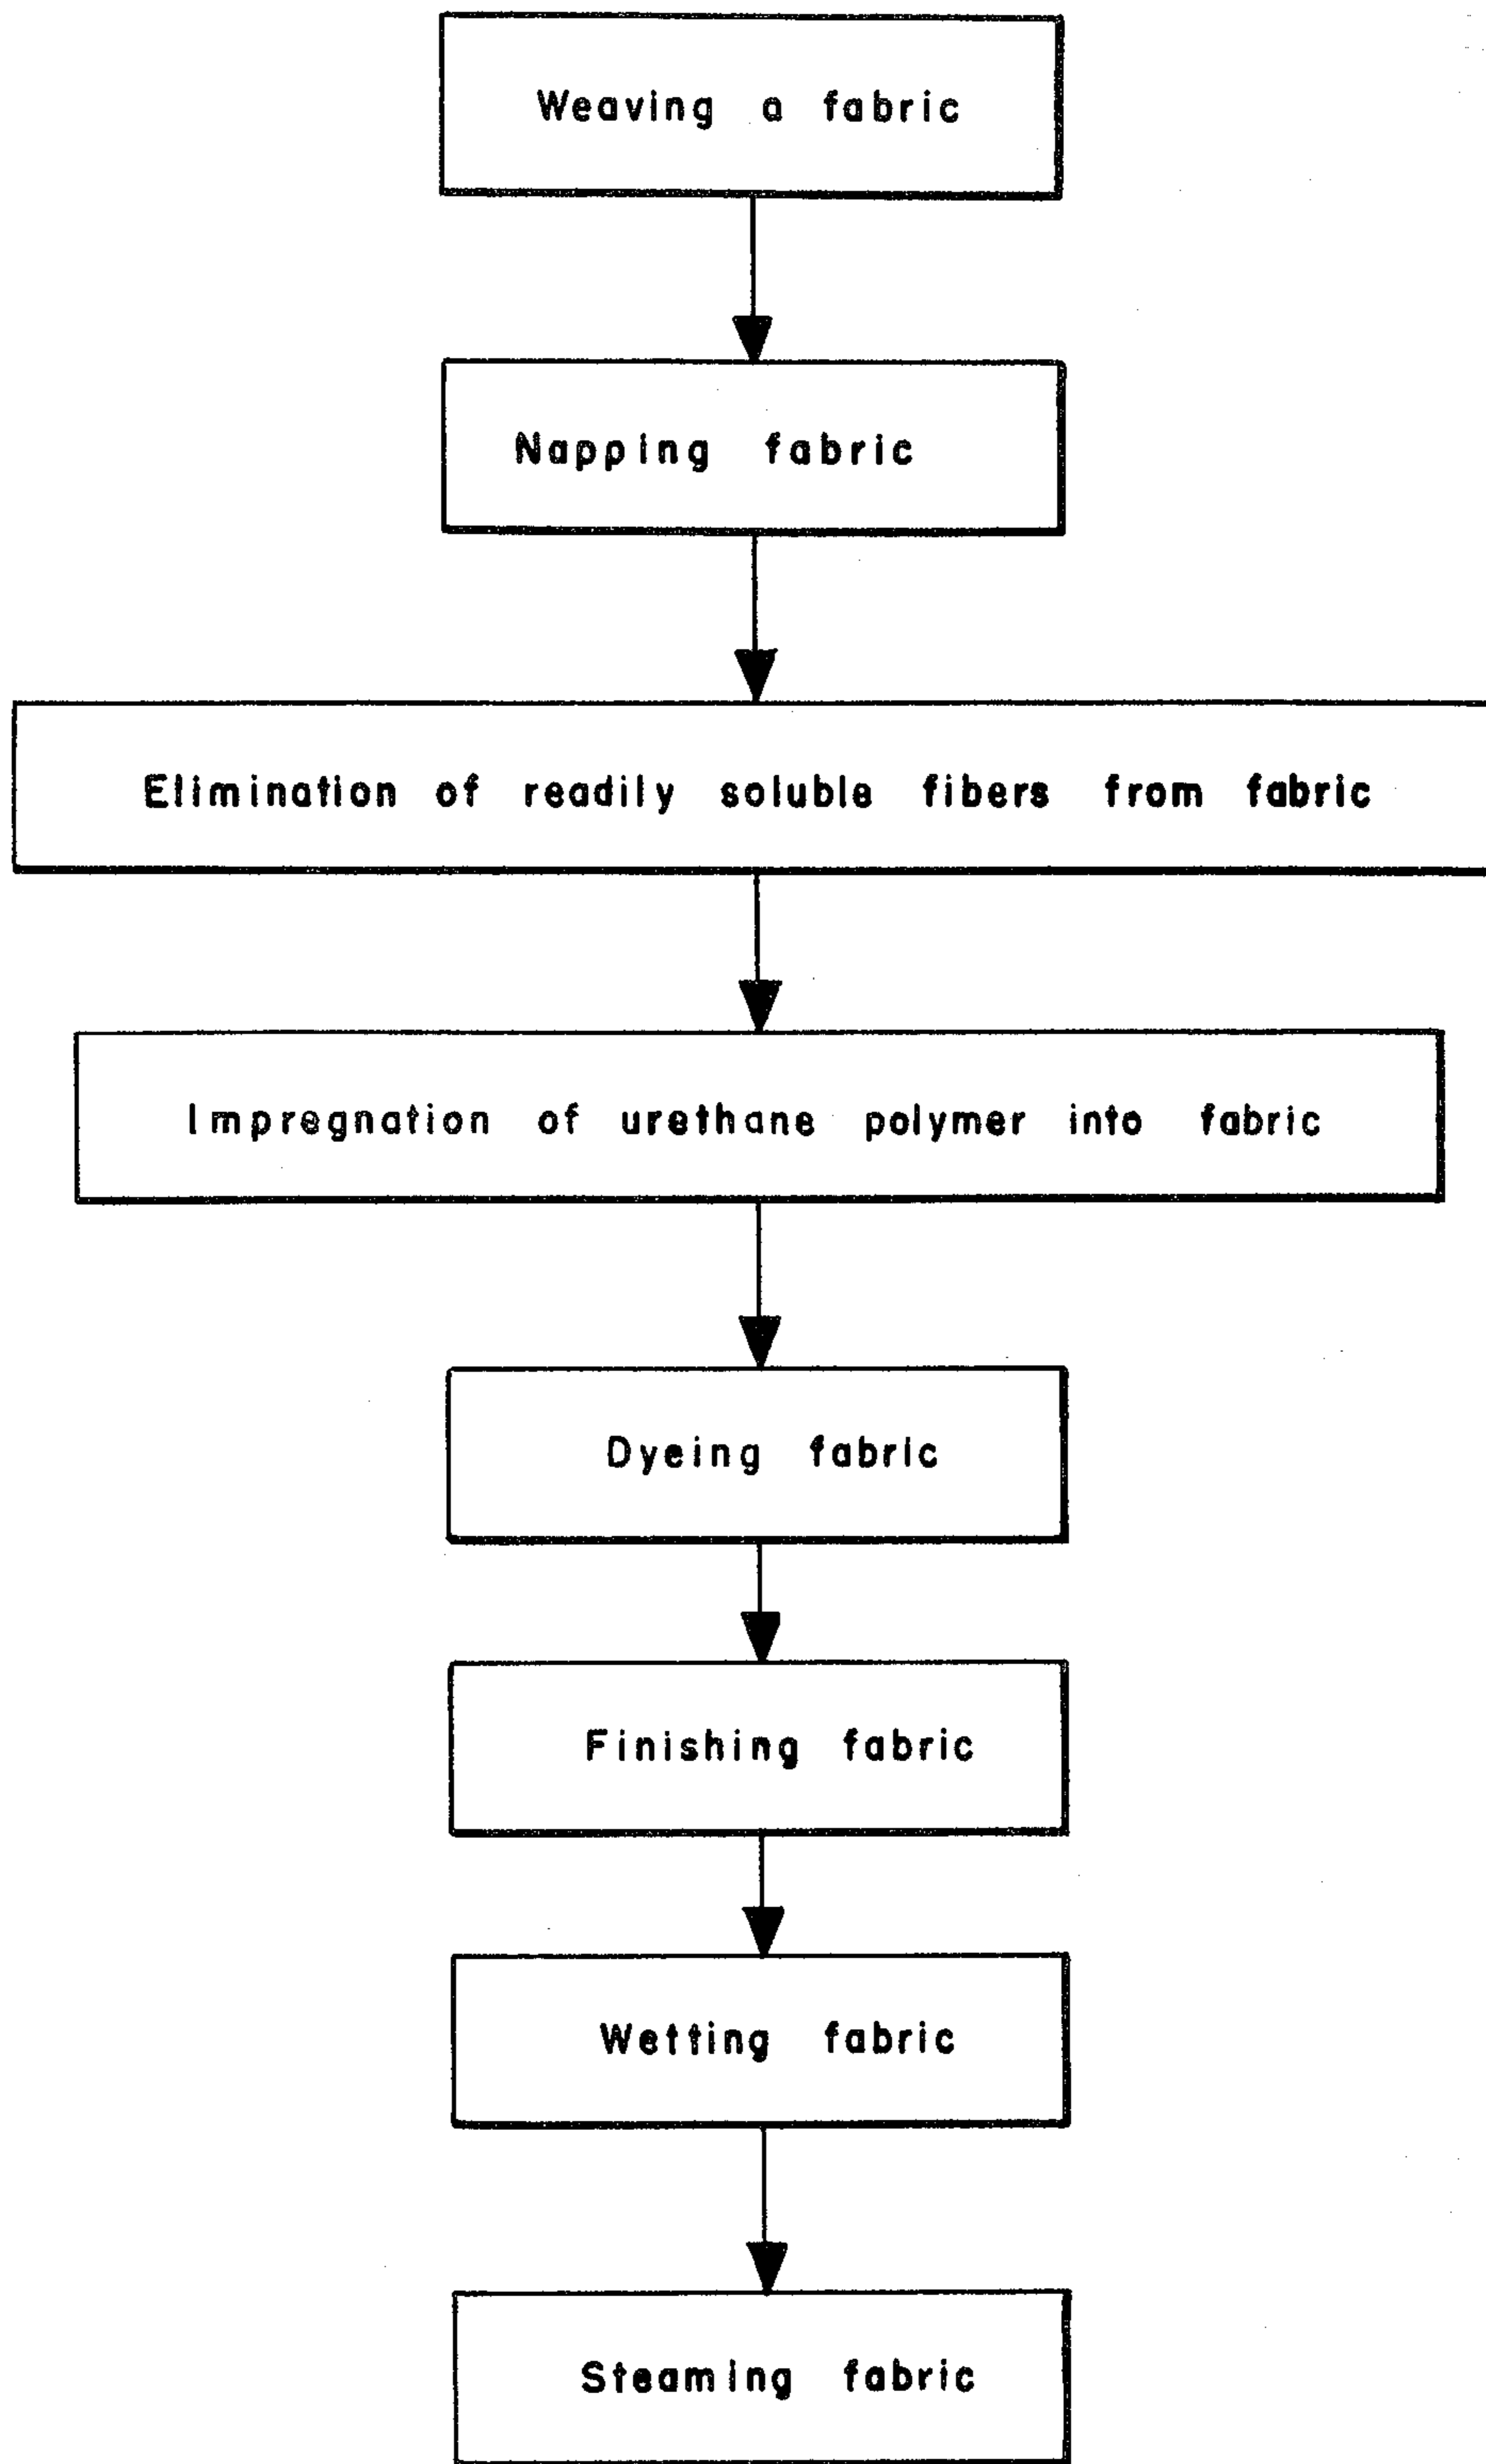 Weaving a fabric
Napping fabric
Elimination of readily soluble fibers from fabric
Impregnation of urethane polymer into fabric
Dyeing fabric
Finishing fabric
Wetting fabric
Steaming fabric